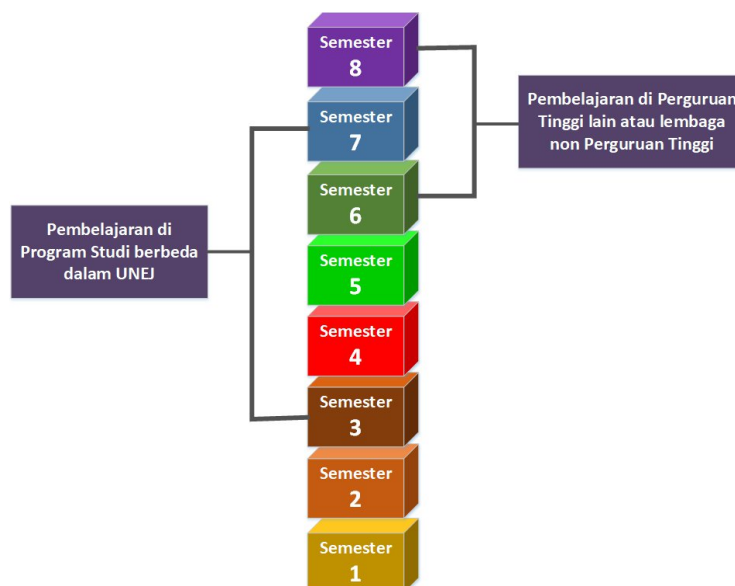 Semester
8
Pembelajaran di Perguruan
Tinggi lain atau lembaga
non Perguruan Tinggi
Semester
7
Semester
6
Pembelajaran di
Program Studi berbeda
dalam UNEJ
Semester
5
Semester
4
Semester
3
Semester
2
Semester
1